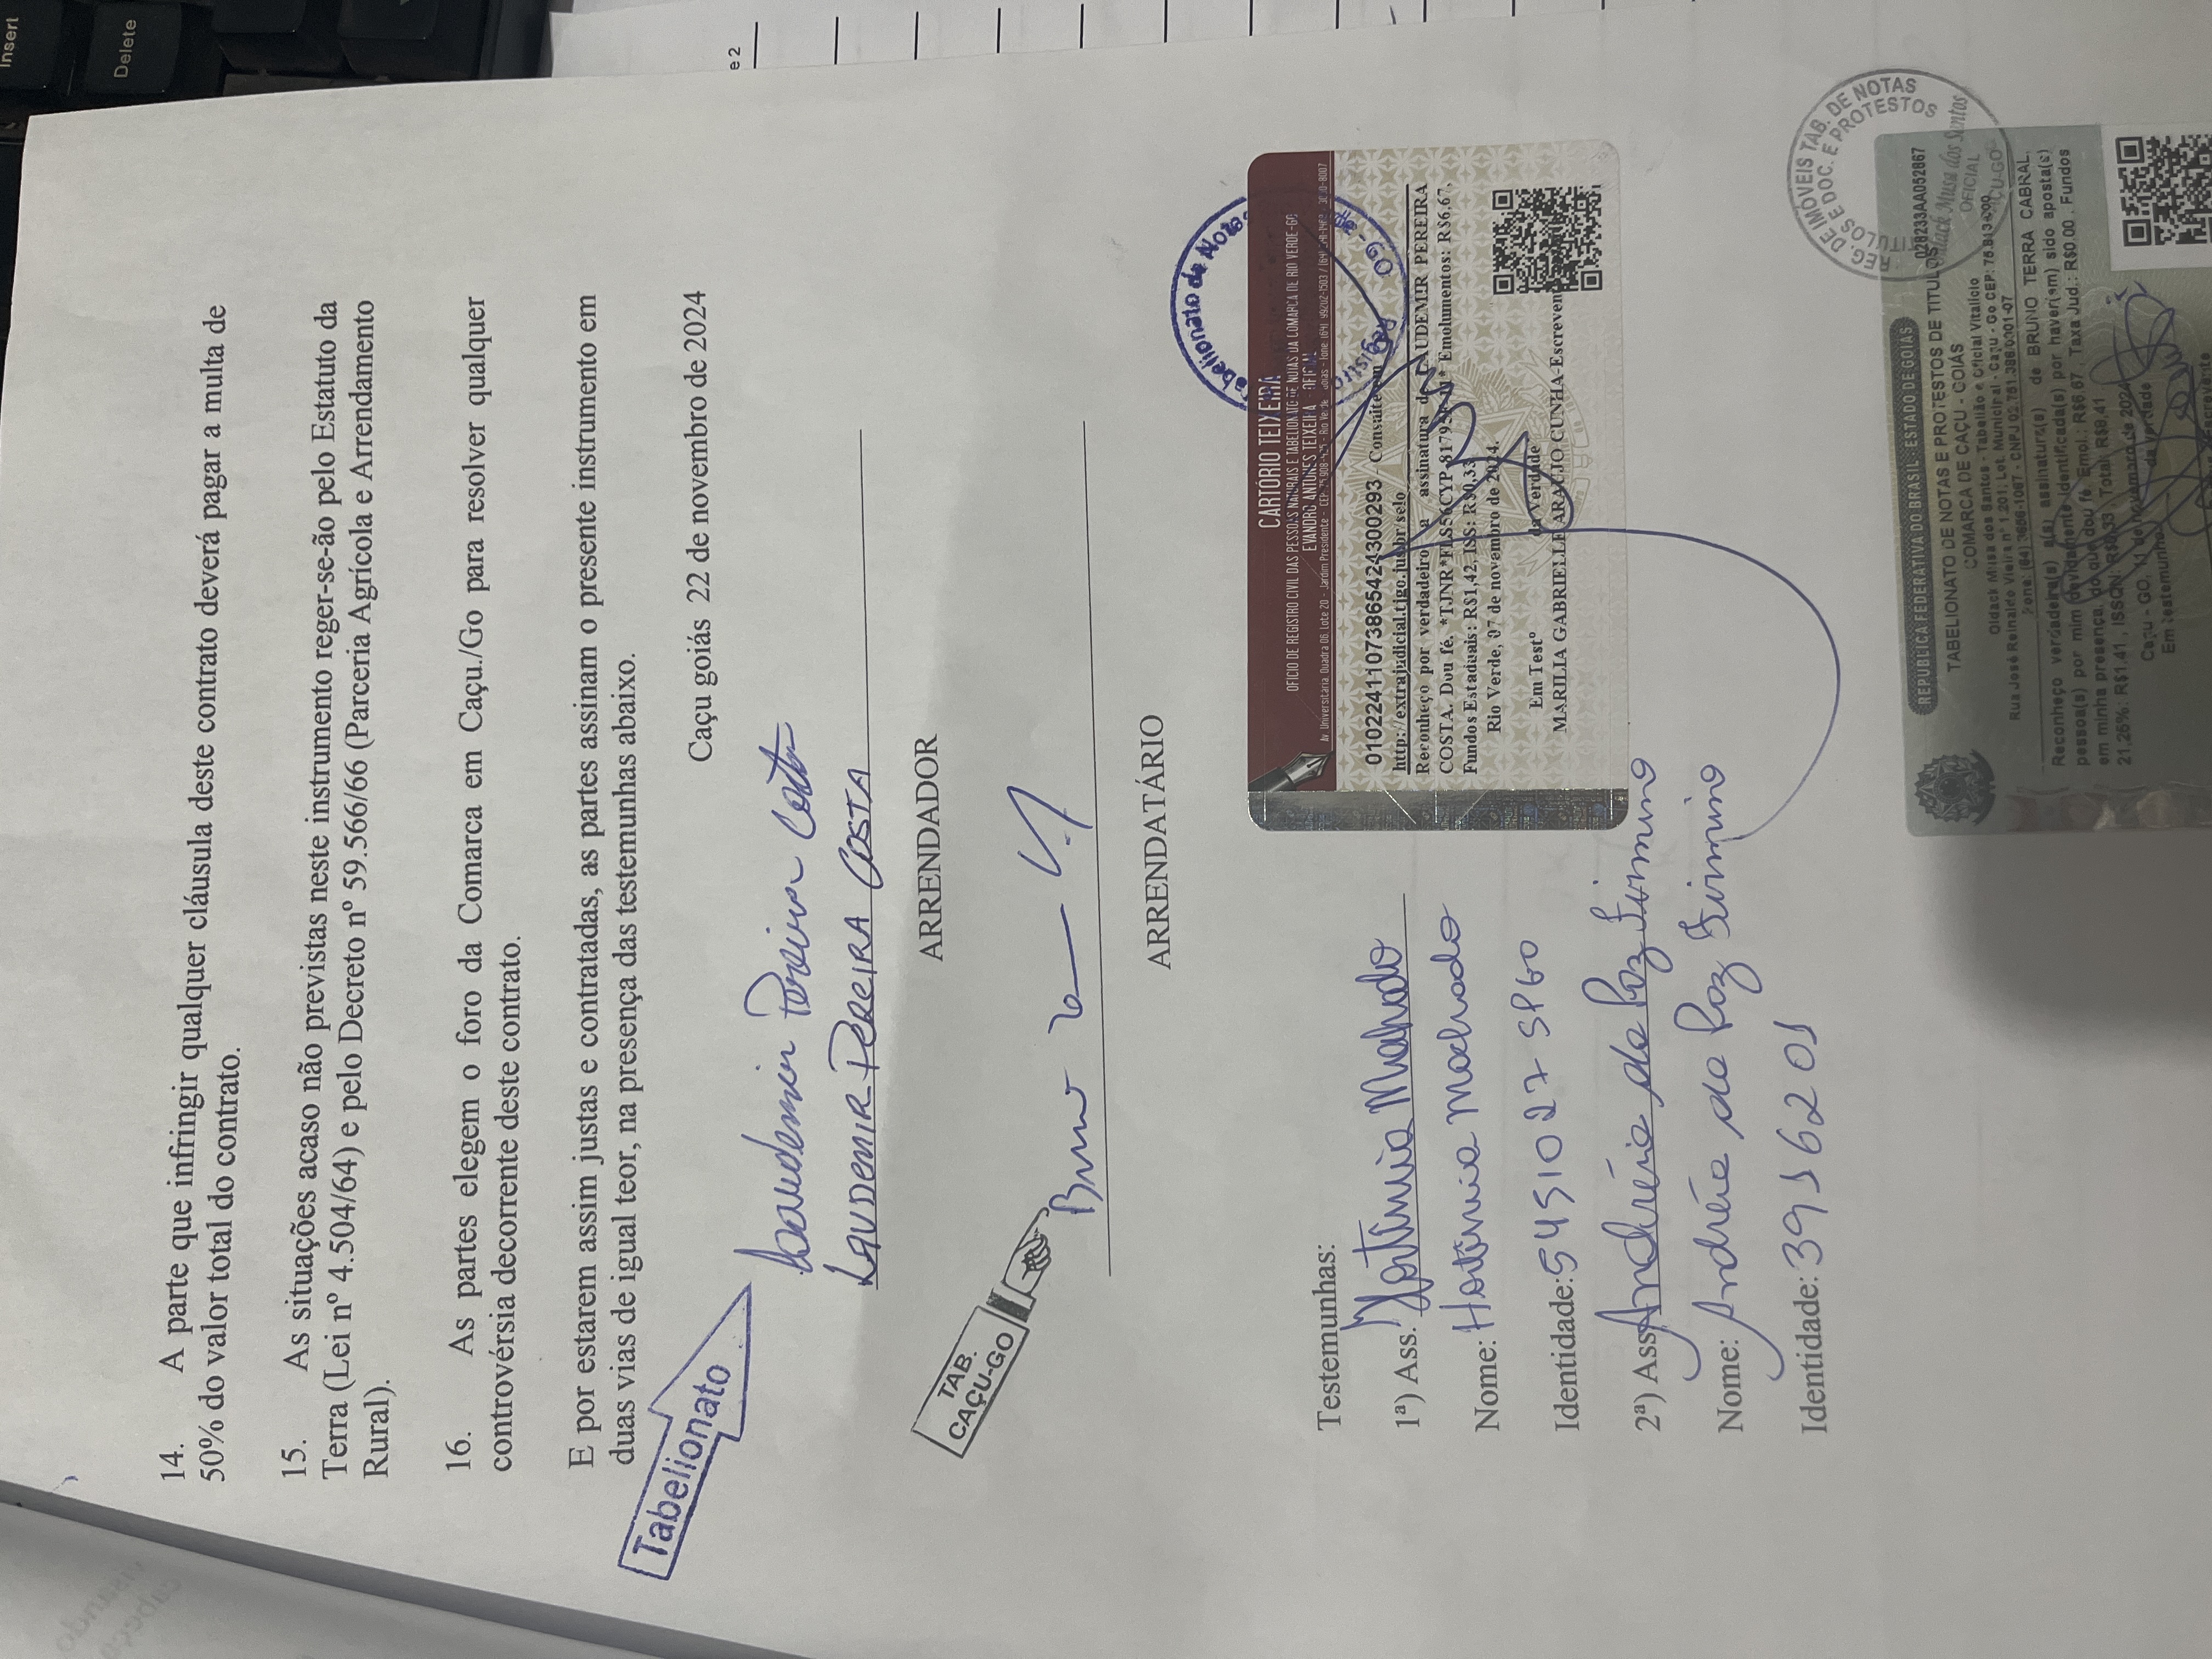 Insert
Delete
14. A parte que infringir qualquer cláusula deste contrato deverá pagar a multa de
50% do valor total do contrato.
15. As situações acaso não previstas neste instrumento reger-se-ão pelo Estatuto da
Terra (Lei nº 4.504/64) e pelo Decreto nº 59.566/66 (Parceria Agrícola e Arrendamento
Rural).
16. As partes elegem o foro da Comarca em Caçu./Go para resolver qualquer
controvérsia decorrente deste contrato.
E por estarem assim justas e contratadas, as partes assinam o presente instrumento em
duas vias de igual teor, na presença das testemunhas abaixo.
Tabelionato
Caçu goiás 22 de novembro de 2024
e 2
Laudemir Pereira Costa
LAUDEMIR PEREIRA COSTA
ARRENDADOR
TAB.
CAÇU-GO
Bruno
ARRENDATÁRIO
Tabelionato de Notas
CARTÓRIO TEIXEIRA
OFÍCIO DE REGISTRO CIVIL DAS PESSOAS NATURAIS E TABELIONATO DE NOTAS DA COMARCA DE RIO VERDE-GO
EVANDRO ANTUNES TEIXEIRA - OFICIAL
Av. Universitária, Quadra 06, Lote 20 - Jardim Presidente - CEP: 75.908- - Rio Verde - Goiás - Fone: (64) 99202-1503 /
01022411073865424300293 - Consulte em
http://extrajudicial.tjgo.jus.br/selo
Reconheço por verdadeiro a assinatura de LAUDEMIR PEREIRA
COSTA. Dou fé. Emolumentos: R$6,67,
Fundos Estaduais: R$1,42, ISS: R$0,33
Rio Verde, 07 de novembro de 2024.
Em Testº da Verdade
MARILIA GABRIELLE ARAUJO CUNHA-Escrevente
Testemunhas:
1ª) Ass. Hortência Machado
Nome: Hortência Machado
Identidade: 5451027 SPGO
2ª) Ass Andréia da Paz Firmino
Nome: Andréia da Paz Firmino
Identidade: 3916201
REG. DE IMÓVEIS TAB. DE NOTAS
TITULOS E DOC. E PROTESTOS
Oldack Musa dos Santos
OFICIAL
CAÇU-GO
REPUBLICA FEDERATIVA DO BRASIL - ESTADO DE GOIÁS
028233AA052867
TABELIONATO DE NOTAS E PROTESTOS DE TITULOS
COMARCA DE CAÇU - GOIÁS
Oldack Musa dos Santos - Tabelião e Oficial Vitalício
Rua José Reinaldo Vieira nº 1.201, Lot. Municipal - Caçu - Go CEP: 75.813-000
Fone: (64) 3656-1067 - CNPJ 02.751.386/0001-07
Reconheço verdadeira(s) a(s) assinatura(s) de BRUNO TERRA CABRAL,
pessoa(s) por mim devidamente identificada(s) por haver(em) sido aposta(s)
em minha presença, do que dou fé. Emol.: R$6.67 , Taxa Jud.: R$0.00 . Fundos
21,25%: R$1.41 , ISSQN: R$0,33 , Total: R$8,41
Caçu - GO, 11 de novembro de 2024
Em testemunho da verdade
Escrevente